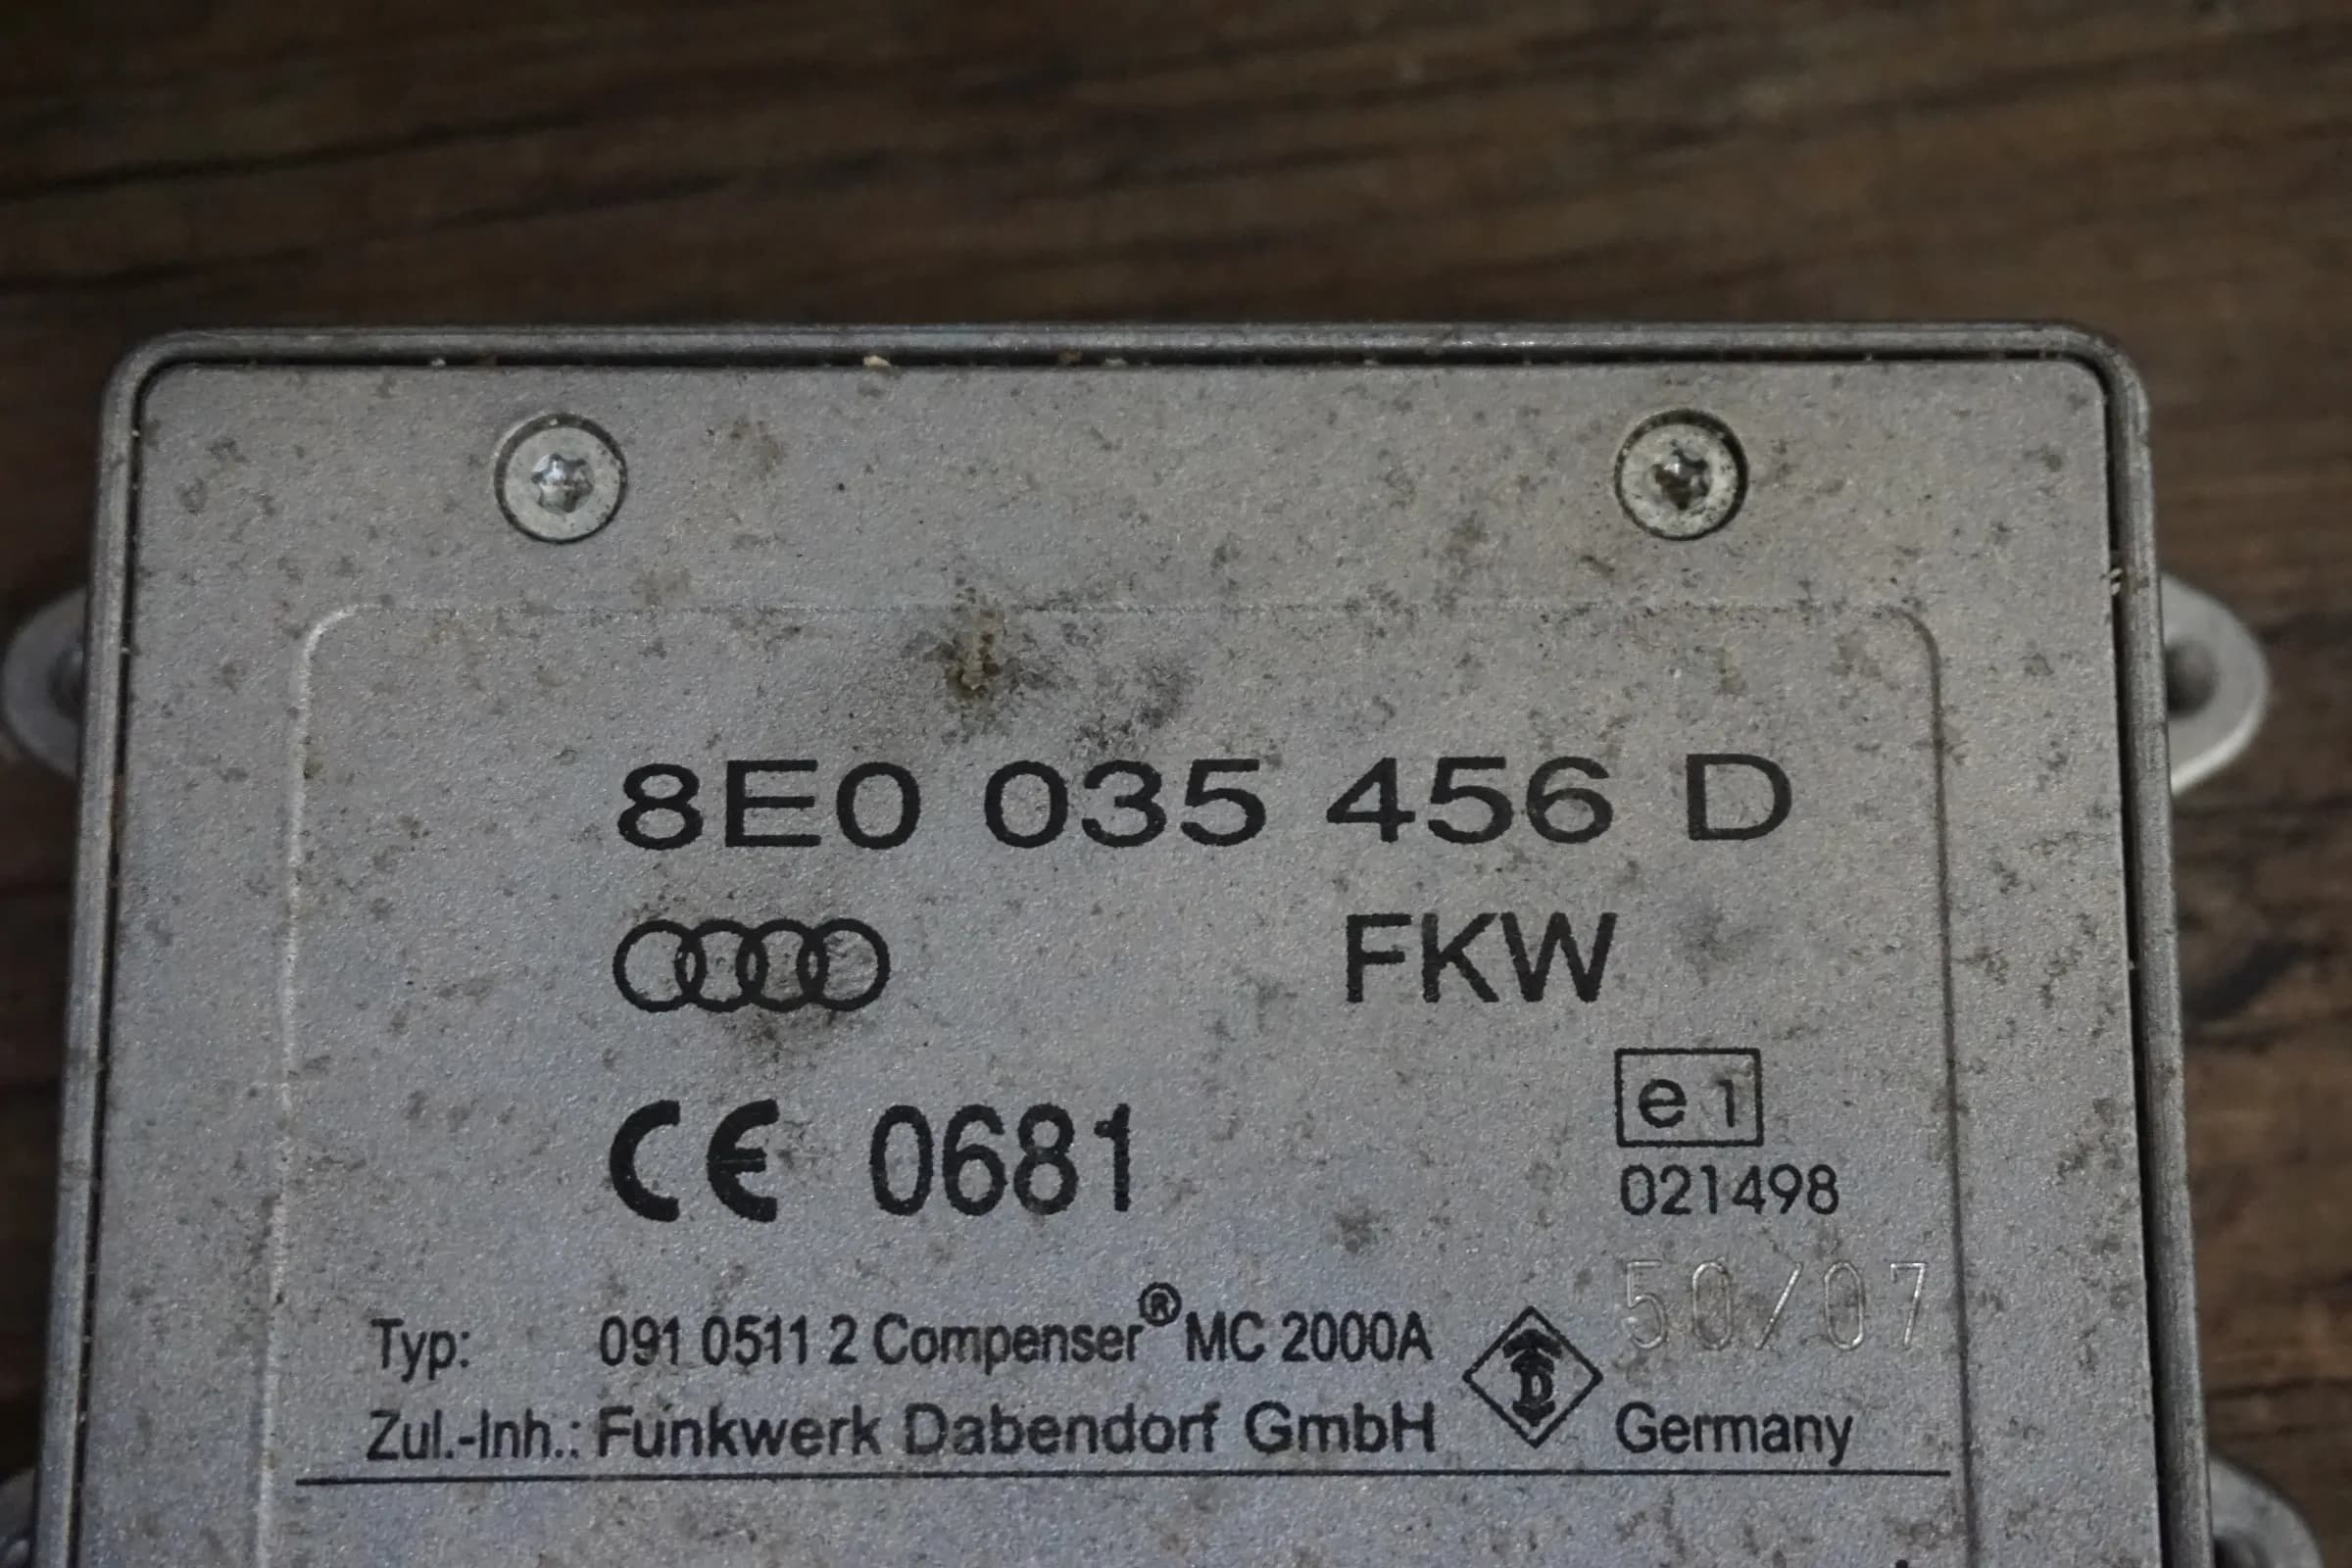 8E0 035 456 D
FKW
CE 0681
e1
021498
50/07
Typ: 091 0511 2 Compenser® MC 2000A
Zul.-Inh.: Funkwerk Dabendorf GmbH Germany